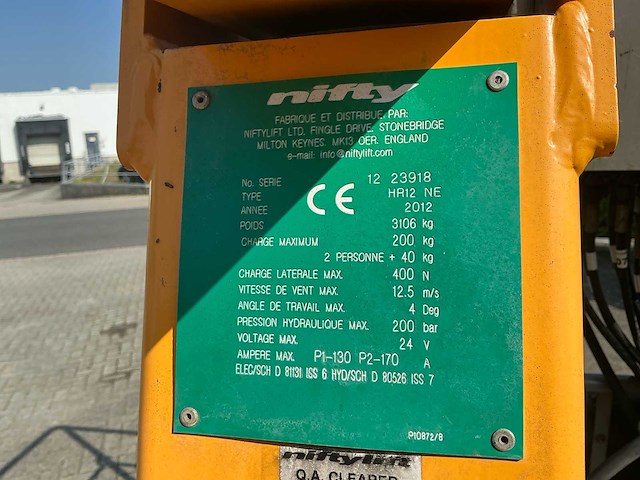 nifty
FABRIQUE ET DISTRIBUE PAR:
NIFTYLIFT LTD. FINGLE DRIVE, STONEBRIDGE
MILTON KEYNES. MK13 OER. ENGLAND
e-mail: info@niftylift.com
No. SERIE 12 23918
TYPE HR12 NE
CE
ANNEE 2012
POIDS 3106 kg
CHARGE MAXIMUM 200 kg
2 PERSONNE + 40 kg
CHARGE LATERALE MAX. 400 N
VITESSE DE VENT MAX. 12.5 m/s
ANGLE DE TRAVAIL MAX. 4 Deg
PRESSION HYDRAULIQUE MAX. 200 bar
VOLTAGE MAX. 24 V
AMPERE MAX. P1-130 P2-170 A
ELEC/SCH D 81131 ISS 6 HYD/SCH D 80526 ISS 7
P10872/8
niftylift
Q.A. CLEARED